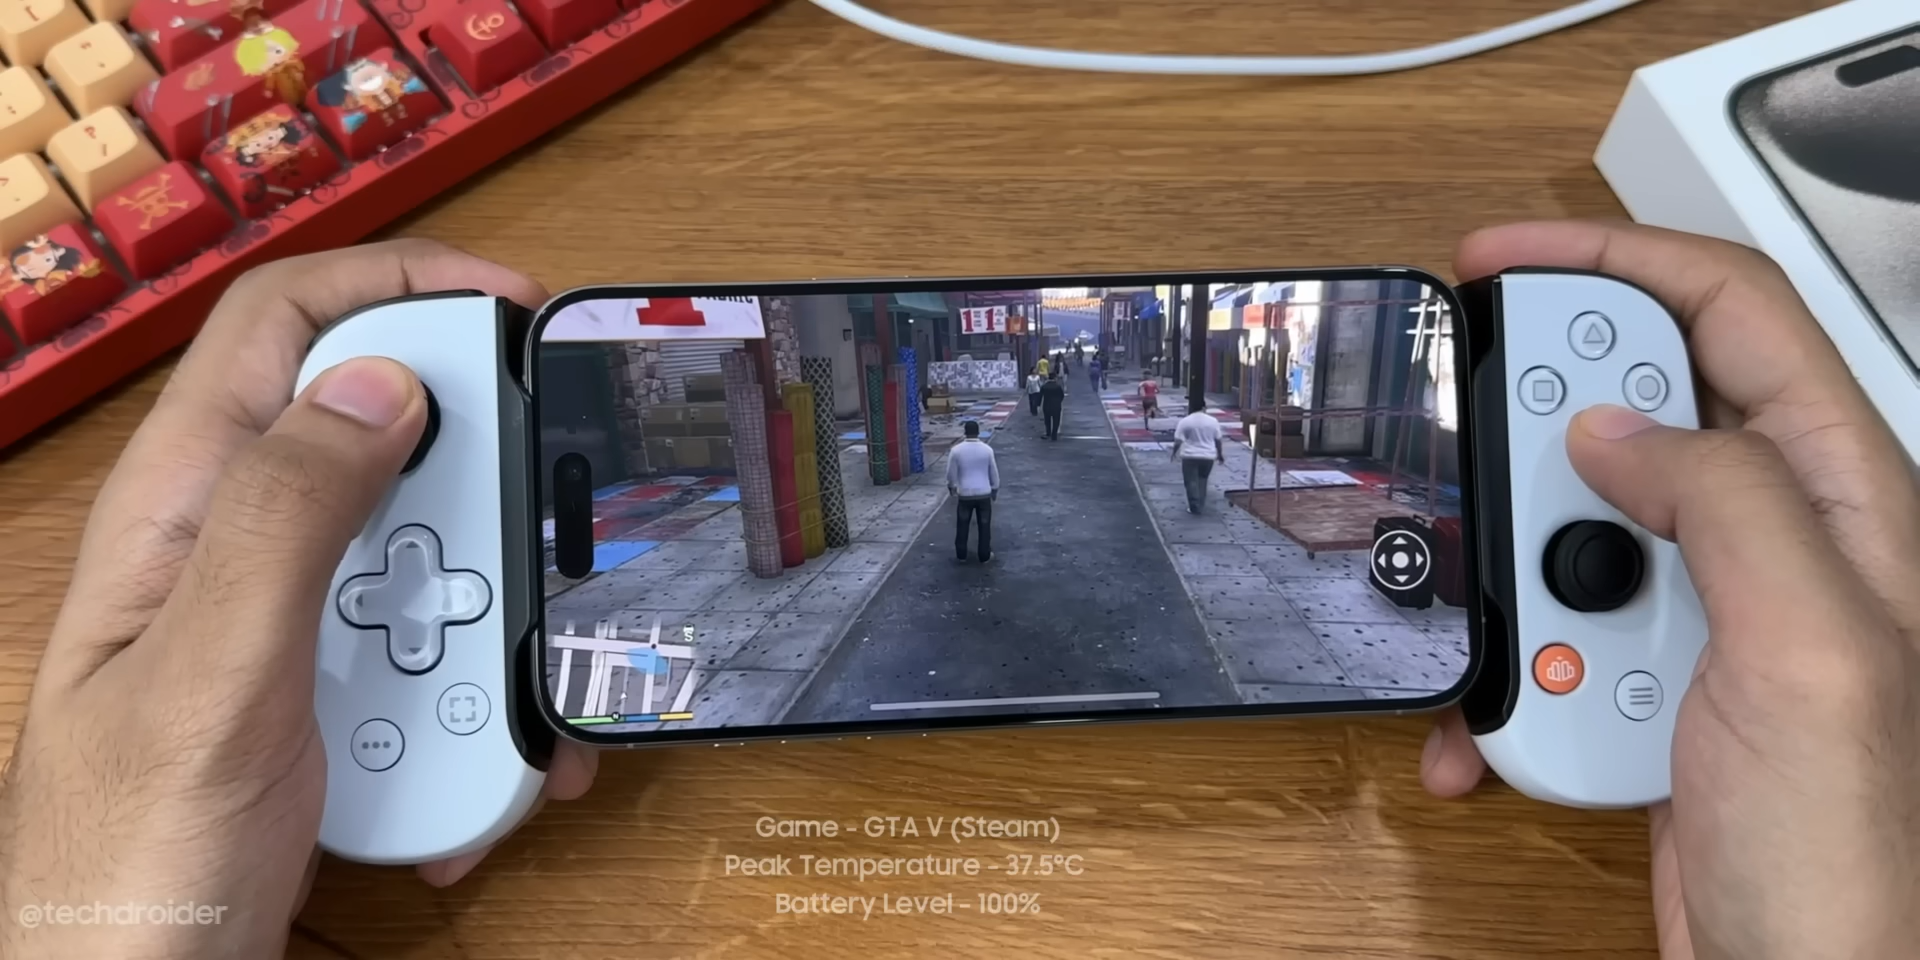 Game - GTA V (Steam)
Peak Temperature - 37.5°C
Battery Level - 100%
@techdroider